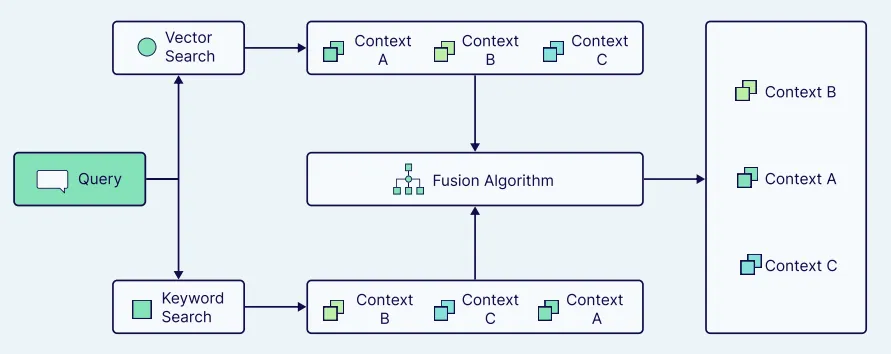 Vector
Search
Context
A
Context
B
Context
C
Query
Fusion Algorithm
Keyword
Search
Context
B
Context
C
Context
A
Context B
Context A
Context C